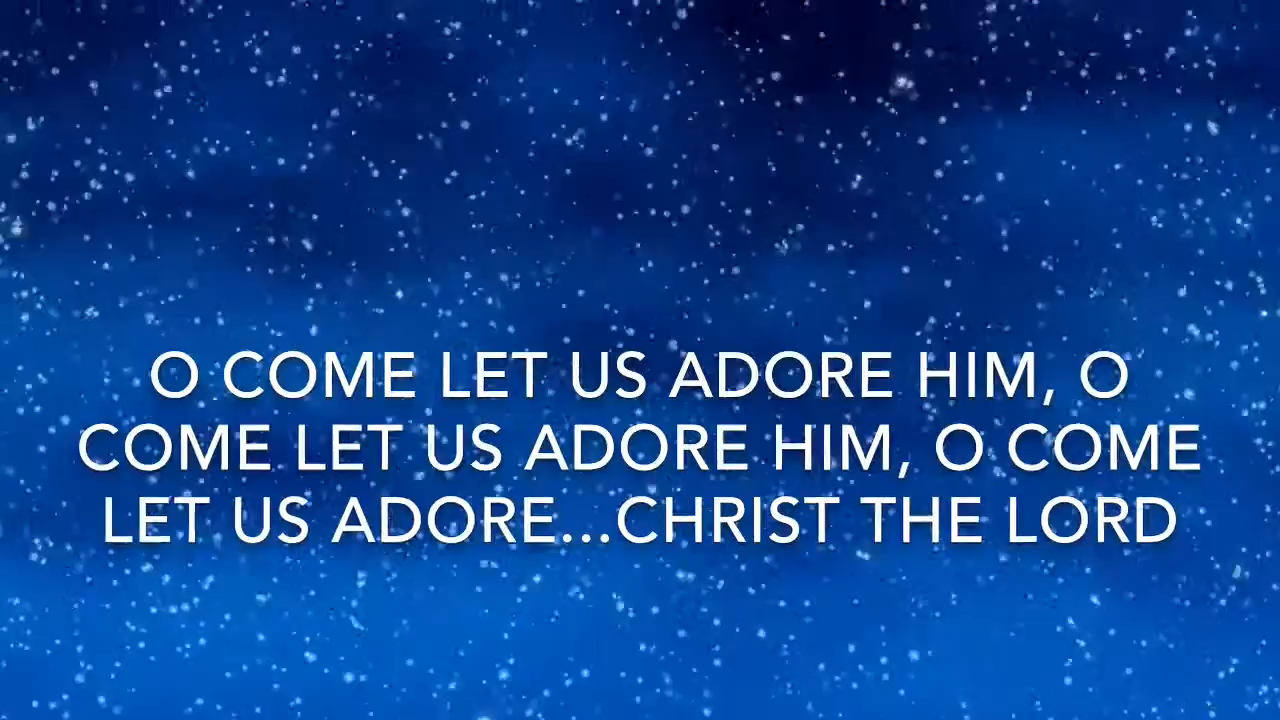 O COME LET US ADORE HIM, O
COME LET US ADORE HIM, O COME
LET US ADORE...CHRIST THE LORD